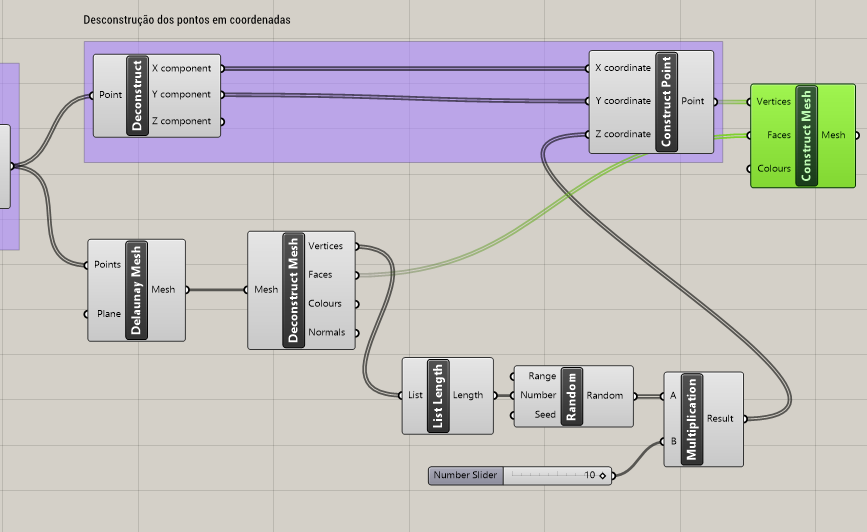 Desconstrução dos pontos em coordenadas
Point
Deconstruct
X component
Y component
Z component
X coordinate
Y coordinate
Z coordinate
Construct Point
Point
Vertices
Faces
Colours
Construct Mesh
Mesh
Points
Plane
Delaunay Mesh
Mesh
Mesh
Deconstruct Mesh
Vertices
Faces
Colours
Normals
List
List Length
Length
Range
Number
Seed
Random
Random
A
B
Multiplication
Result
Number Slider
10